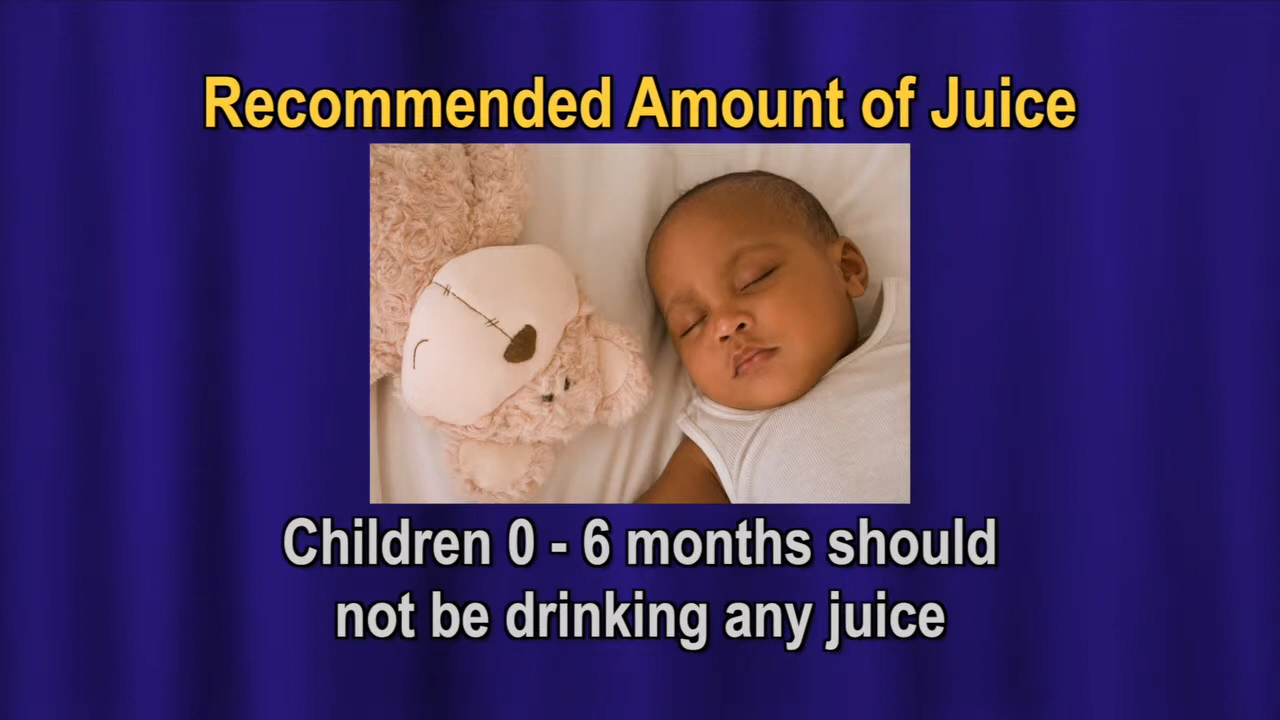 Recommended Amount of Juice
Children 0 - 6 months should
not be drinking any juice